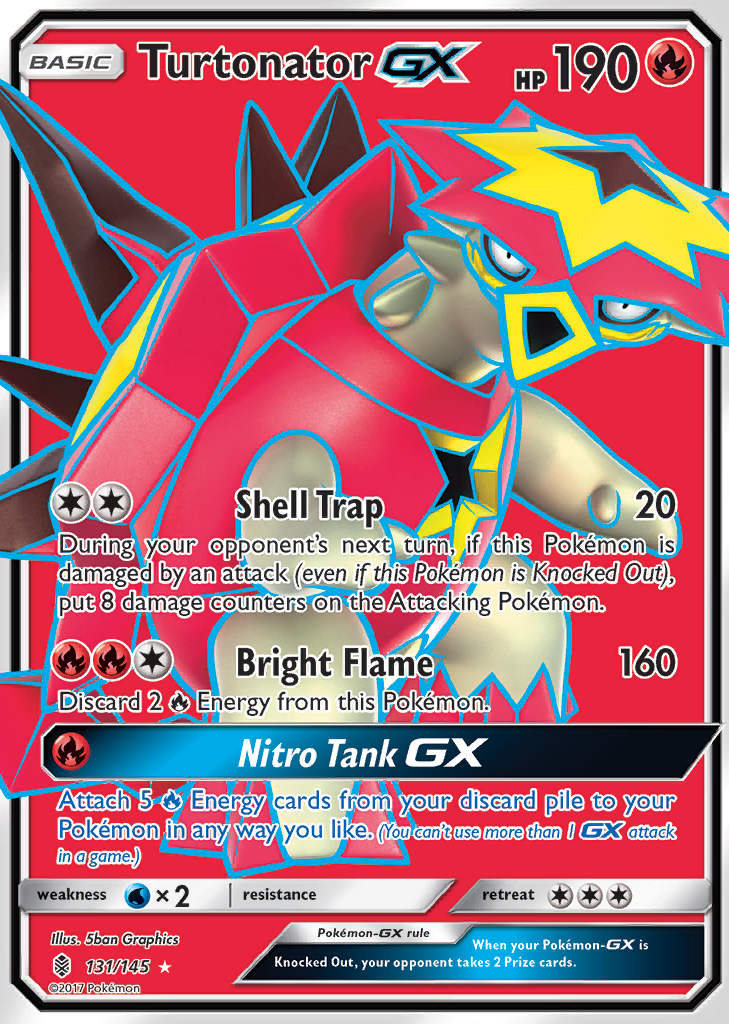 BASIC Turtonator GX HP 190
Shell Trap 20
During your opponent's next turn, if this Pokémon is
damaged by an attack (even if this Pokémon is Knocked Out),
put 8 damage counters on the Attacking Pokémon.
Bright Flame 160
Discard 2 Energy from this Pokémon.
Nitro Tank GX
Attach 5 Energy cards from your discard pile to your
Pokémon in any way you like. (You can't use more than 1 GX attack
in a game.)
weakness ×2 resistance retreat
Illus. 5ban Graphics
131/145
©2017 Pokémon
Pokémon-GX rule
When your Pokémon-GX is
Knocked Out, your opponent takes 2 Prize cards.